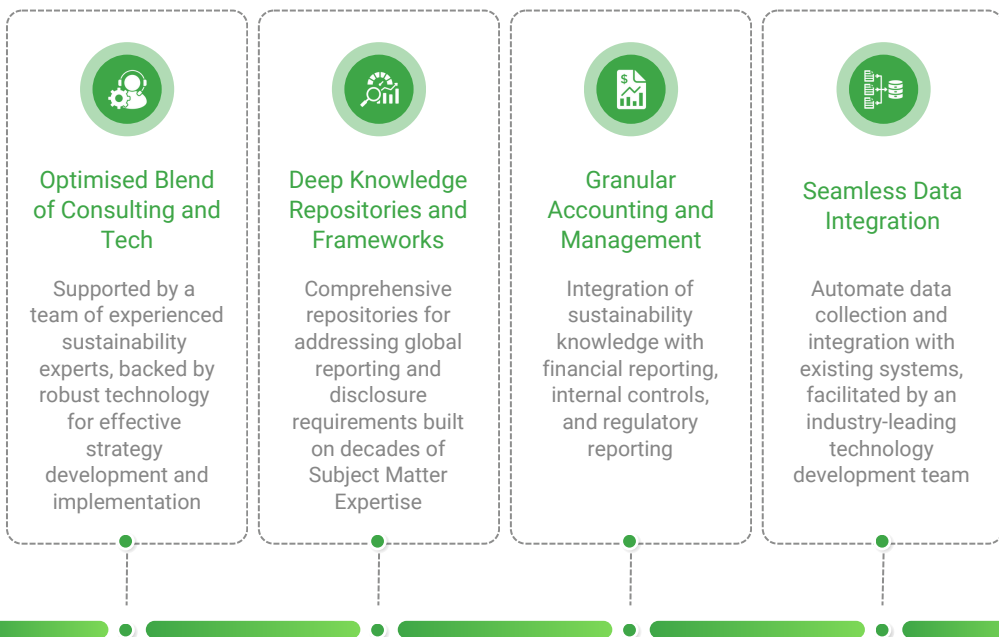 Optimised Blend
of Consulting and
Tech
Supported by a
team of experienced
sustainability
experts, backed by
robust technology
for effective
strategy
development and
implementation
Deep Knowledge
Repositories and
Frameworks
Comprehensive
repositories for
addressing global
reporting and
disclosure
requirements built
on decades of
Subject Matter
Expertise
$
Granular
Accounting and
Management
Integration of
sustainability
knowledge with
financial reporting,
internal controls,
and regulatory
reporting
Seamless Data
Integration
Automate data
collection and
integration with
existing systems,
facilitated by an
industry-leading
technology
development team